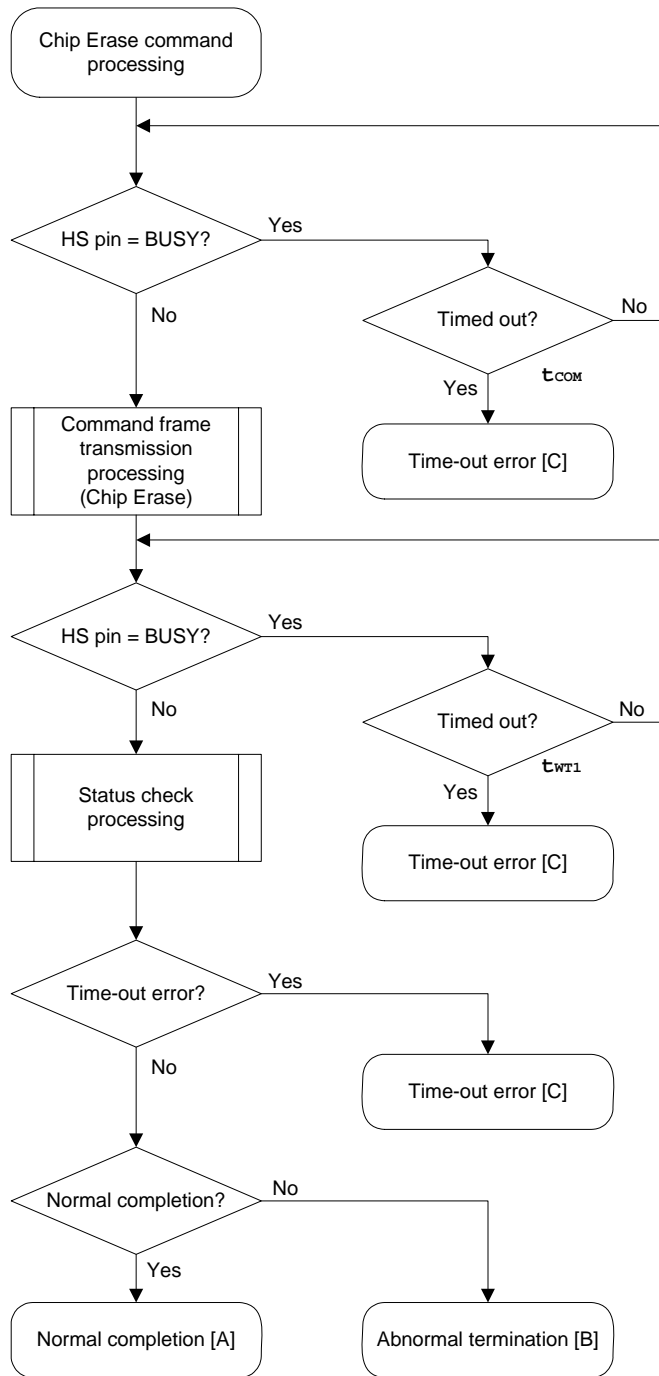 Chip Erase command
processing
HS pin = BUSY?
Yes
No
Timed out?
No
tCOM
Yes
Time-out error [C]
Command frame
transmission
processing
(Chip Erase)
HS pin = BUSY?
Yes
No
Timed out?
No
tWT1
Yes
Time-out error [C]
Status check
processing
Time-out error?
Yes
No
Time-out error [C]
Normal completion?
No
Yes
Normal completion [A]
Abnormal termination [B]